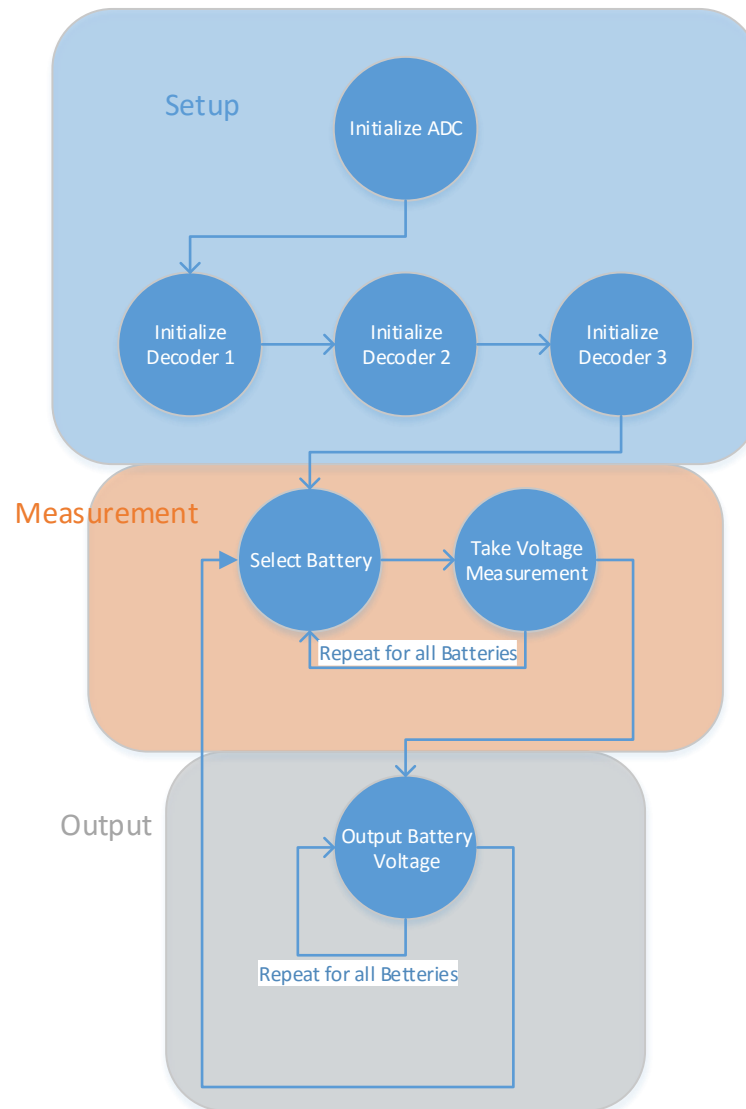 Setup
Initialize ADC
Initialize
Decoder 1
Initialize
Decoder 2
Initialize
Decoder 3
Measurement
Select Battery
Take Voltage
Measurement
Repeat for all Batteries
Output
Output Battery
Voltage
Repeat for all Betteries